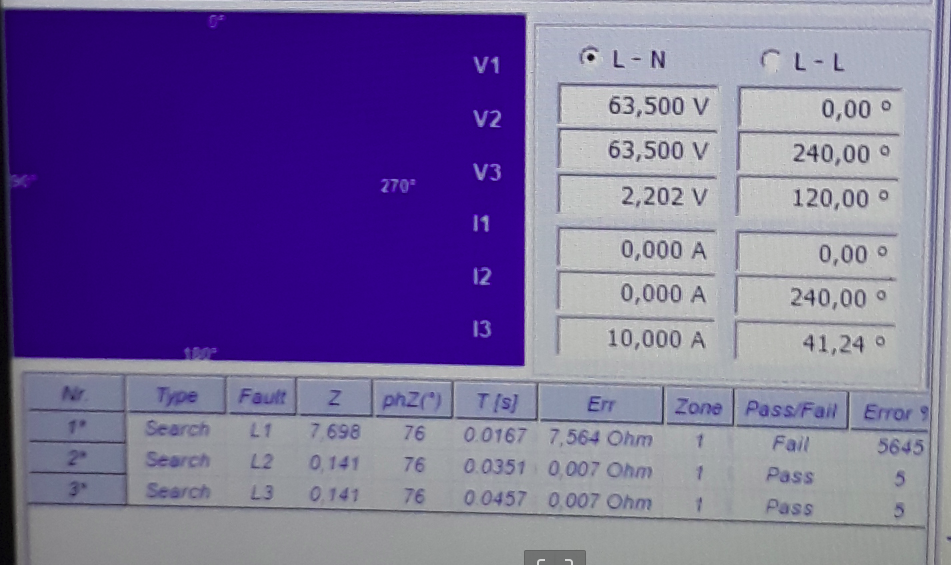 0°
V1
V2
V3
270°
I1
I2
I3
180°
L - N
L - L
63,500 V 0,00 °
63,500 V 240,00 °
2,202 V 120,00 °
0,000 A 0,00 °
0,000 A 240,00 °
10,000 A 41,24 °
Nr. Type Fault Z phZ(°) T [s] Err Zone Pass/Fail Error
1* Search L1 7,698 76 0.0167 7,564 Ohm 1 Fail 5645
2* Search L2 0,141 76 0.0351 0,007 Ohm 1 Pass 5
3* Search L3 0,141 76 0.0457 0,007 Ohm 1 Pass 5